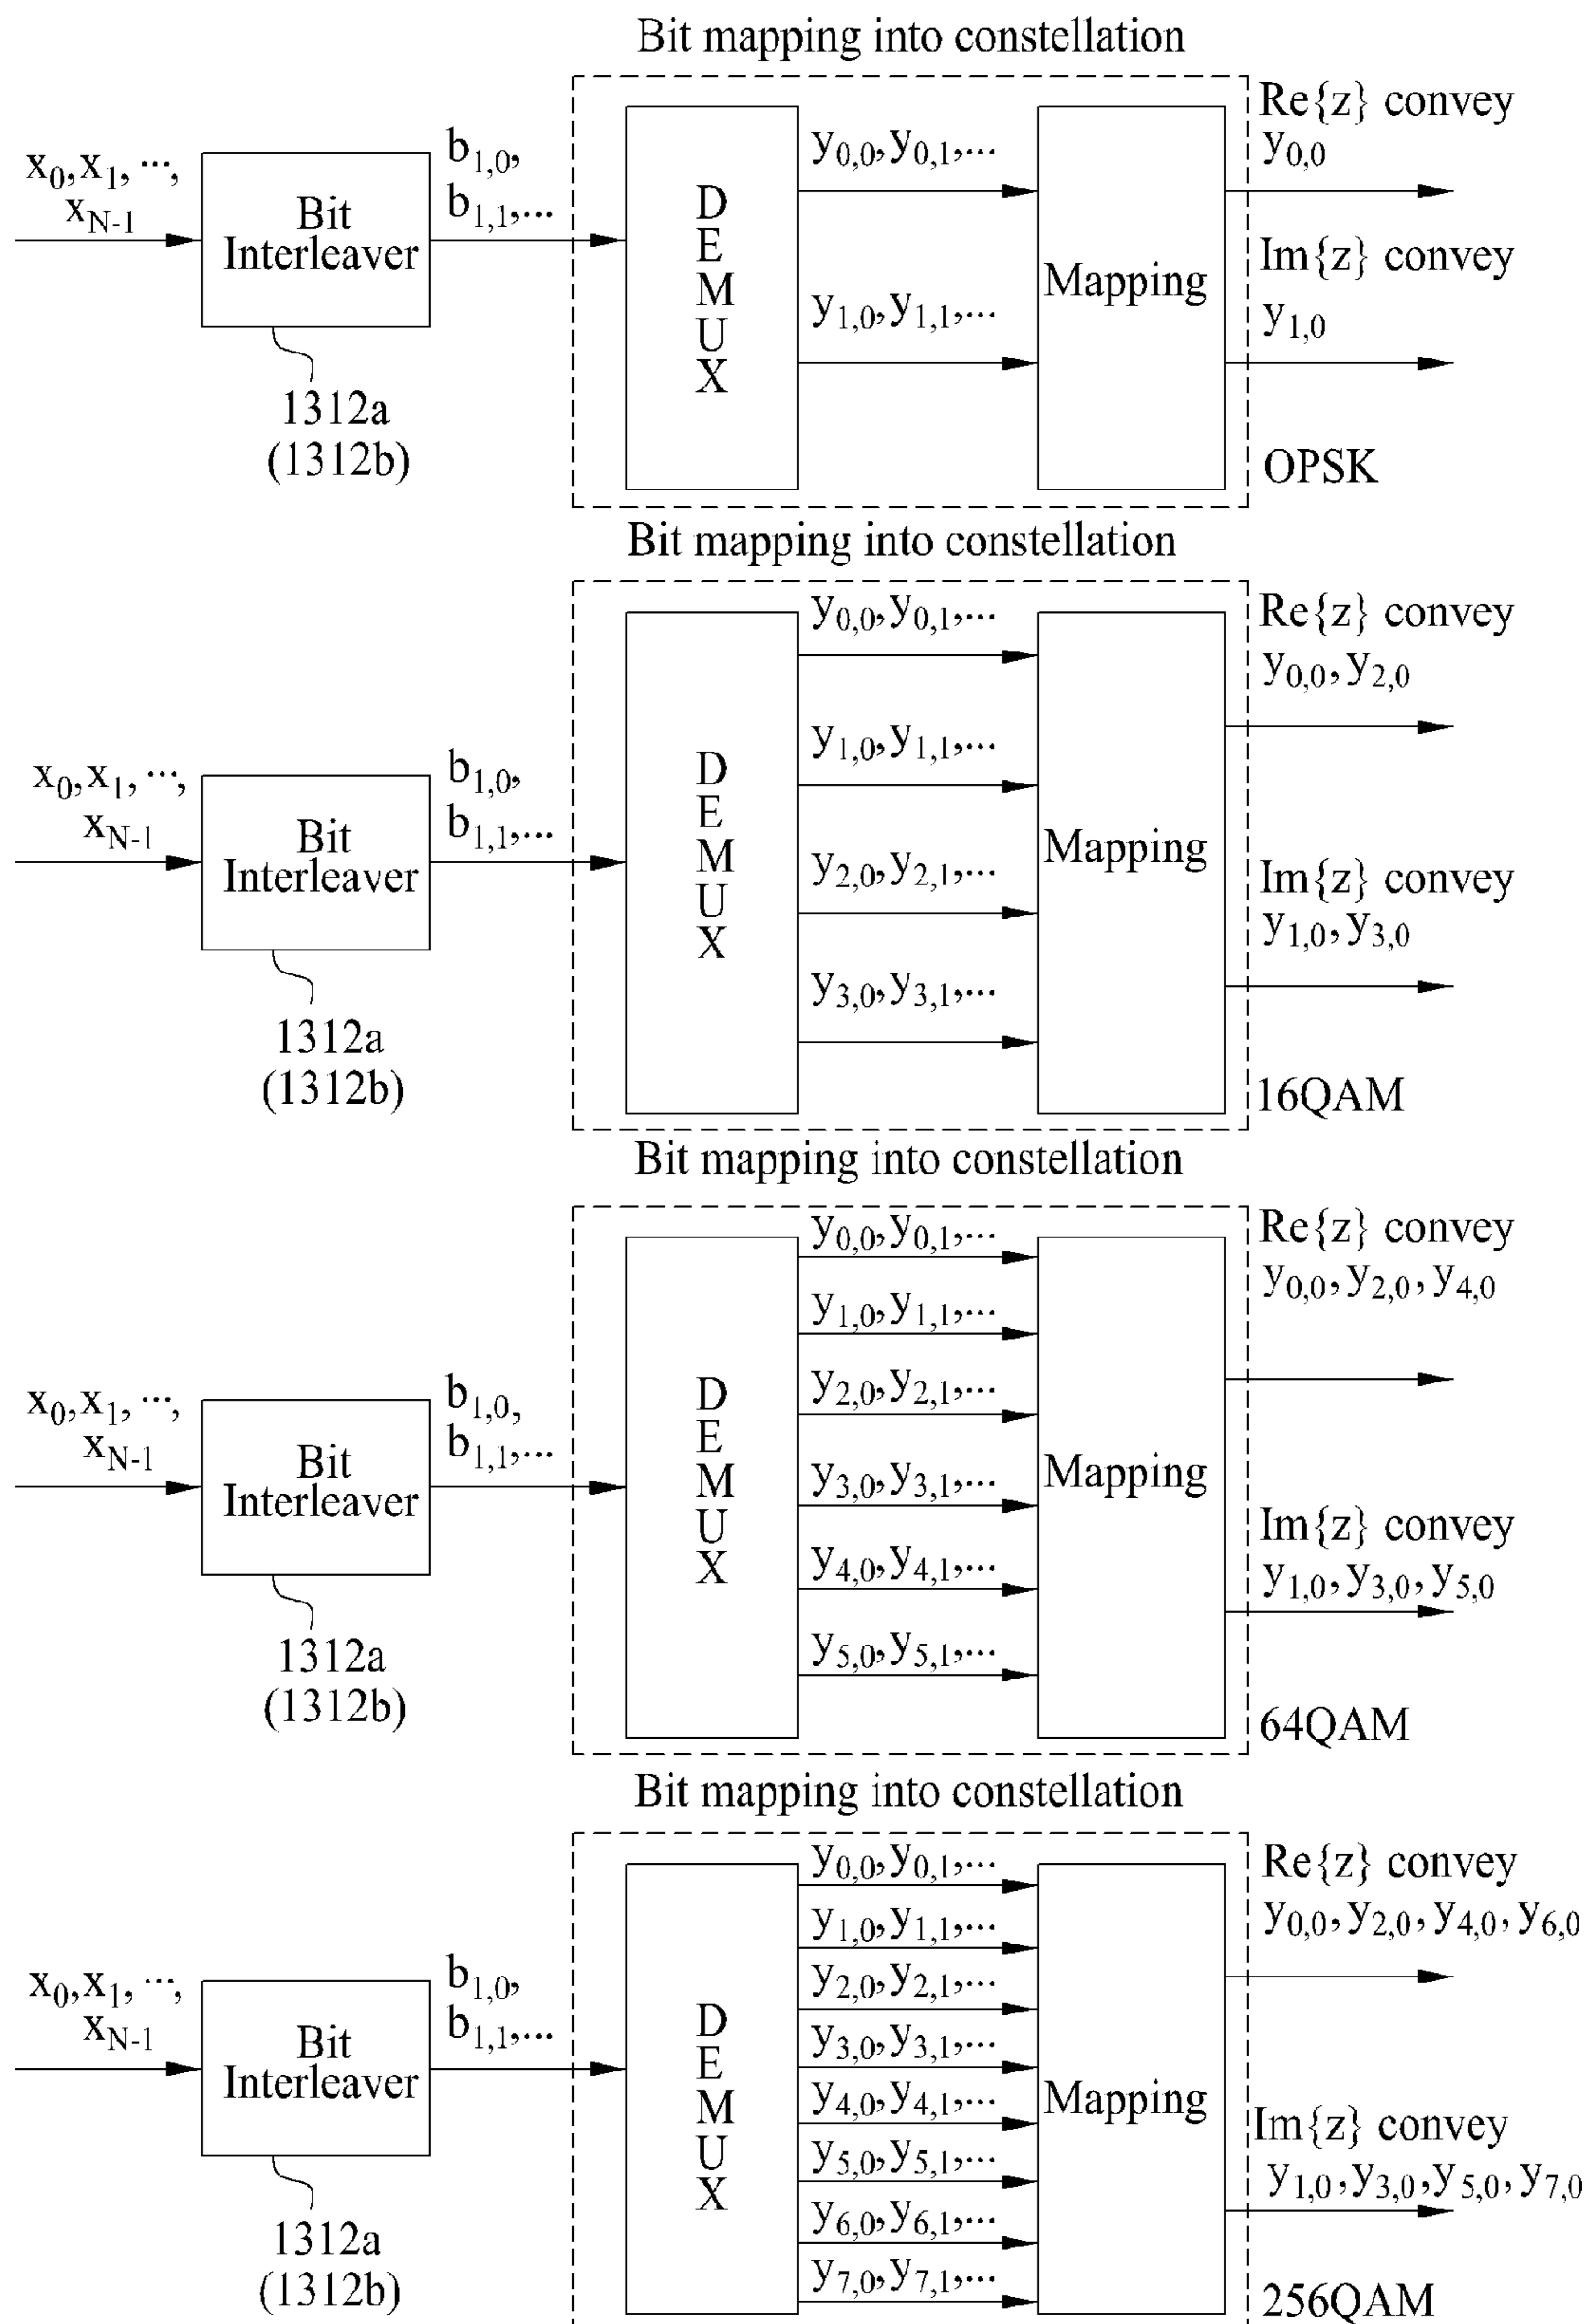 Bit mapping into constellation
x0,x1, ...,
xN-1
Bit
Interleaver
1312a
(1312b)
b1,0,
b1,1,...
DEMUX
y0,0,y0,1,...
y1,0,y1,1,...
Mapping
Re{z} convey
y0,0
Im{z} convey
y1,0
OPSK
Bit mapping into constellation
x0,x1, ...,
xN-1
Bit
Interleaver
1312a
(1312b)
b1,0,
b1,1,...
DEMUX
y0,0,y0,1,...
y1,0,y1,1,...
y2,0,y2,1,...
y3,0,y3,1,...
Mapping
Re{z} convey
y0,0,y2,0
Im{z} convey
y1,0,y3,0
16QAM
Bit mapping into constellation
x0,x1, ...,
xN-1
Bit
Interleaver
1312a
(1312b)
b1,0,
b1,1,...
DEMUX
y0,0,y0,1,...
y1,0,y1,1,...
y2,0,y2,1,...
y3,0,y3,1,...
y4,0,y4,1,...
y5,0,y5,1,...
Mapping
Re{z} convey
y0,0,y2,0,y4,0
Im{z} convey
y1,0,y3,0,y5,0
64QAM
Bit mapping into constellation
x0,x1, ...,
xN-1
Bit
Interleaver
1312a
(1312b)
b1,0,
b1,1,...
DEMUX
y0,0,y0,1,...
y1,0,y1,1,...
y2,0,y2,1,...
y3,0,y3,1,...
y4,0,y4,1,...
y5,0,y5,1,...
y6,0,y6,1,...
y7,0,y7,1,...
Mapping
Re{z} convey
y0,0,y2,0,y4,0,y6,0
Im{z} convey
y1,0,y3,0,y5,0,y7,0
256QAM